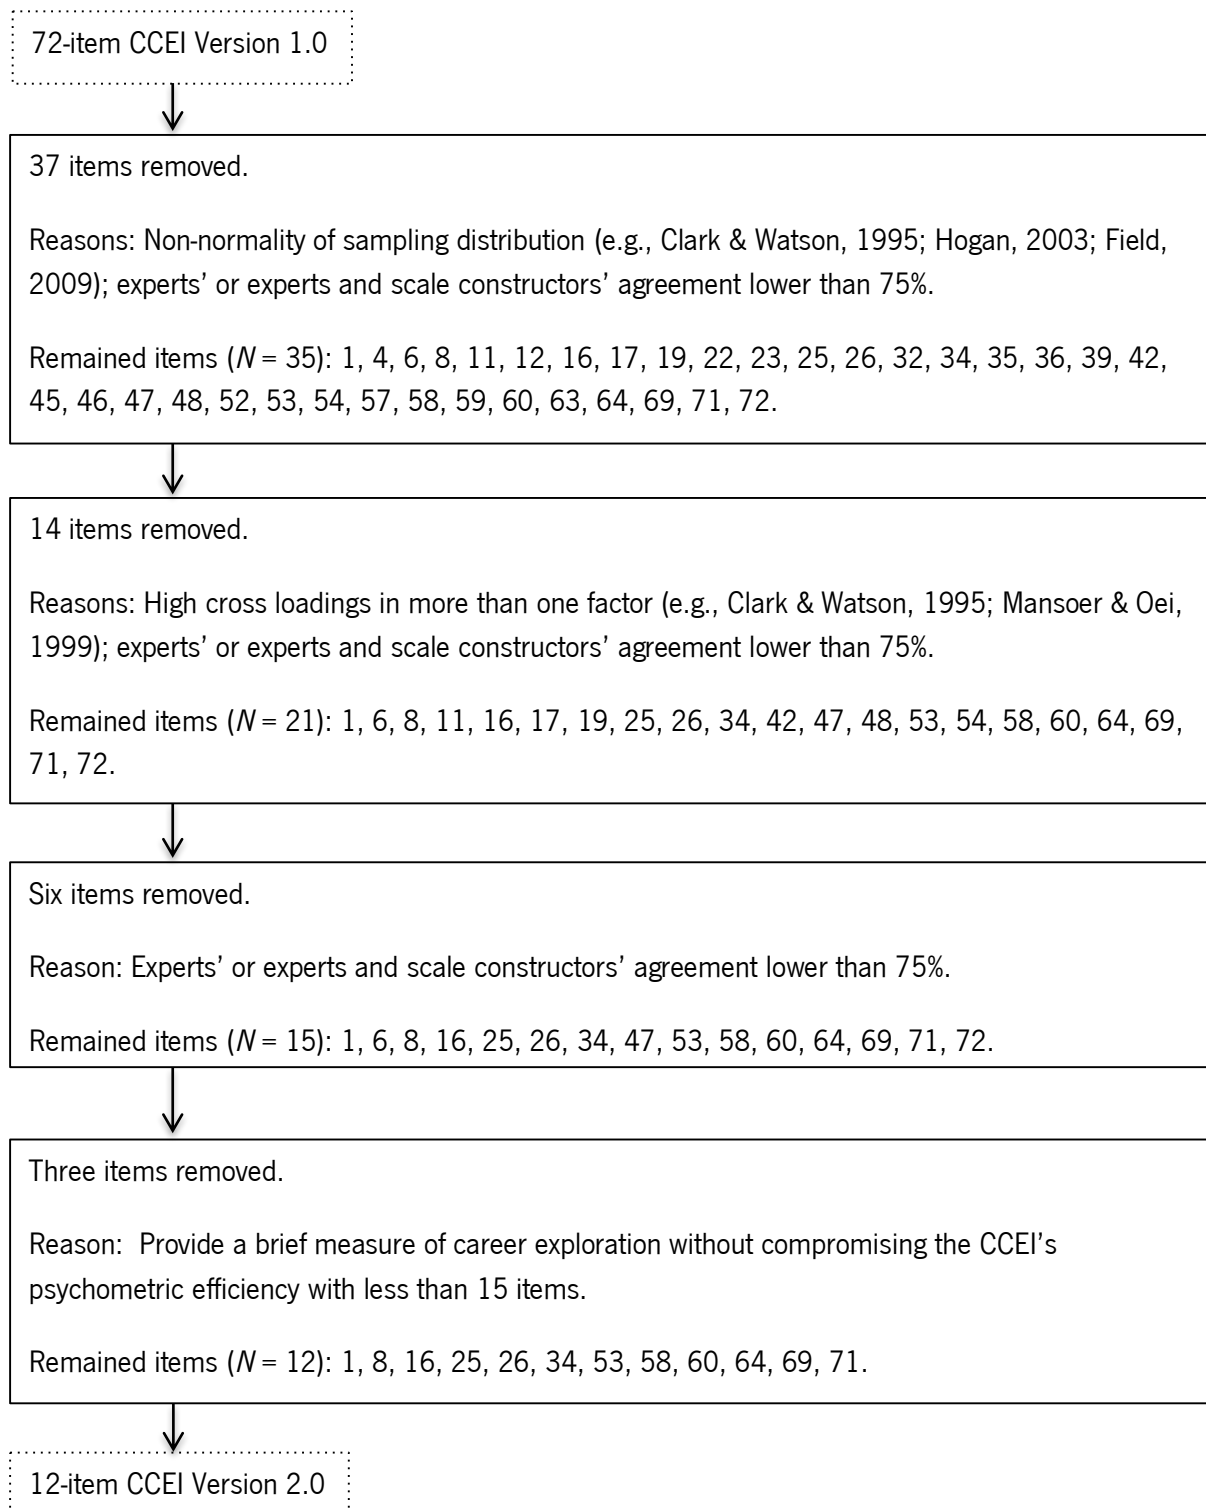 72-item CCEI Version 1.0
37 items removed.
Reasons: Non-normality of sampling distribution (e.g., Clark & Watson, 1995; Hogan, 2003; Field,
2009); experts’ or experts and scale constructors’ agreement lower than 75%.
Remained items (N = 35): 1, 4, 6, 8, 11, 12, 16, 17, 19, 22, 23, 25, 26, 32, 34, 35, 36, 39, 42,
45, 46, 47, 48, 52, 53, 54, 57, 58, 59, 60, 63, 64, 69, 71, 72.
14 items removed.
Reasons: High cross loadings in more than one factor (e.g., Clark & Watson, 1995; Mansoer & Oei,
1999); experts’ or experts and scale constructors’ agreement lower than 75%.
Remained items (N = 21): 1, 6, 8, 11, 16, 17, 19, 25, 26, 34, 42, 47, 48, 53, 54, 58, 60, 64, 69,
71, 72.
Six items removed.
Reason: Experts’ or experts and scale constructors’ agreement lower than 75%.
Remained items (N = 15): 1, 6, 8, 16, 25, 26, 34, 47, 53, 58, 60, 64, 69, 71, 72.
Three items removed.
Reason:  Provide a brief measure of career exploration without compromising the CCEI’s
psychometric efficiency with less than 15 items.
Remained items (N = 12): 1, 8, 16, 25, 26, 34, 53, 58, 60, 64, 69, 71.
12-item CCEI Version 2.0